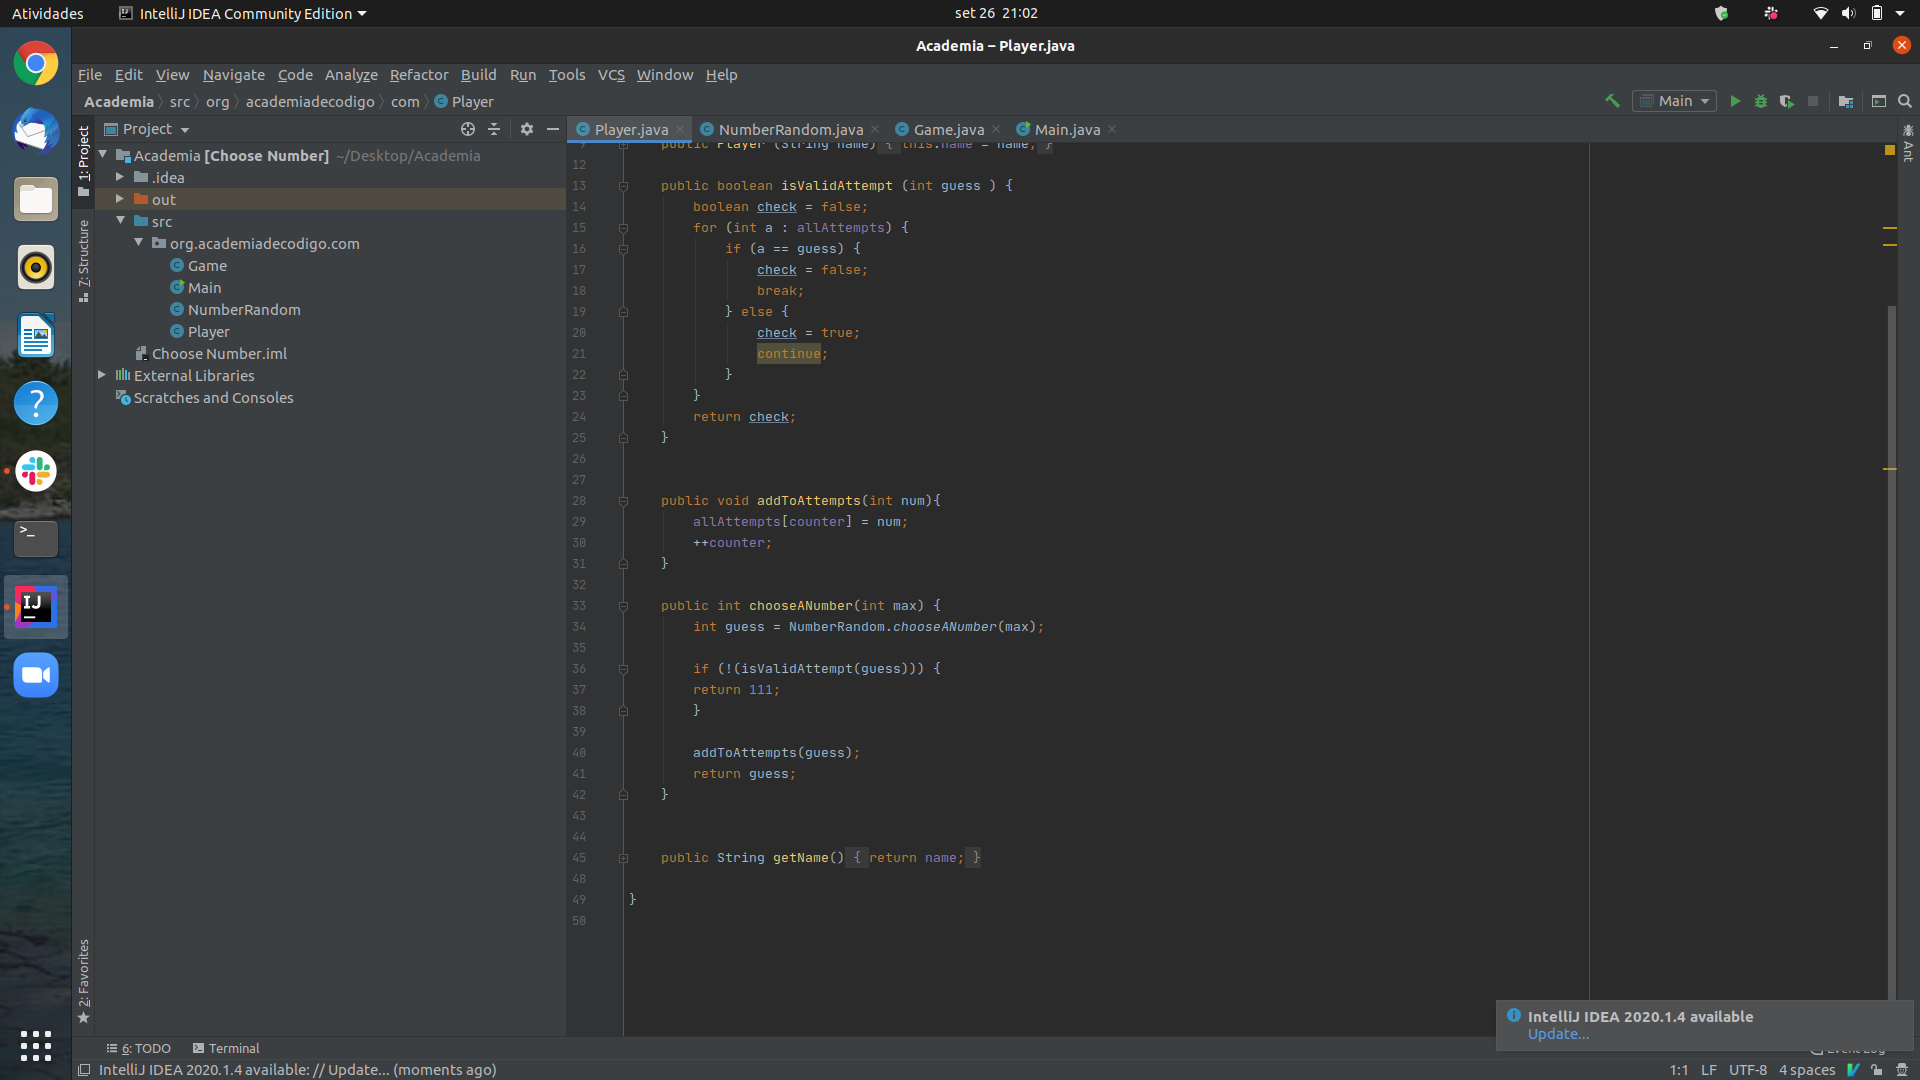 Atividades
IntelliJ IDEA Community Edition
set 26 21:02
Academia – Player.java
File Edit View Navigate Code Analyze Refactor Build Run Tools VCS Window Help
Academia src org academiadecodigo com Player
Main
1: Project
7: Structure
2: Favorites
Project
Academia [Choose Number] ~/Desktop/Academia
.idea
out
src
org.academiadecodigo.com
Game
Main
NumberRandom
Player
Choose Number.iml
External Libraries
Scratches and Consoles
Player.java NumberRandom.java Game.java Main.java
Ant
9 public Player (String name) { this.name = name; }
12
13 public boolean isValidAttempt (int guess ) {
14 boolean check = false;
15 for (int a : allAttempts) {
16 if (a == guess) {
17 check = false;
18 break;
19 } else {
20 check = true;
21 continue;
22 }
23 }
24 return check;
25 }
26
27
28 public void addToAttempts(int num){
29 allAttempts[counter] = num;
30 ++counter;
31 }
32
33 public int chooseANumber(int max) {
34 int guess = NumberRandom.chooseANumber(max);
35
36 if (!(isValidAttempt(guess))) {
37 return 111;
38 }
39
40 addToAttempts(guess);
41 return guess;
42 }
43
44
45 public String getName() { return name; }
48
49 }
50
IntelliJ IDEA 2020.1.4 available
Update...
6: TODO Terminal
Event Log
IntelliJ IDEA 2020.1.4 available: // Update... (moments ago)
1:1 LF UTF-8 4 spaces